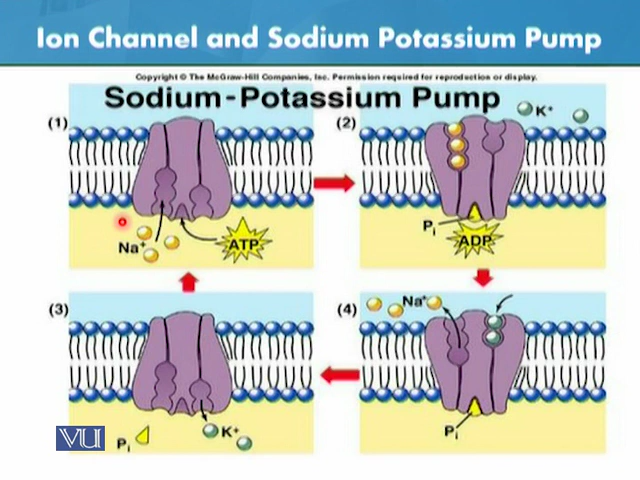 Ion Channel and Sodium Potassium Pump
Copyright © The McGraw-Hill Companies, Inc. Permission required for reproduction or display.
Sodium-Potassium Pump
(1)
Na⁺
ATP
(2)
K⁺
Pᵢ
ADP
(3)
Pᵢ
K⁺
(4)
Na⁺
Pᵢ
VU